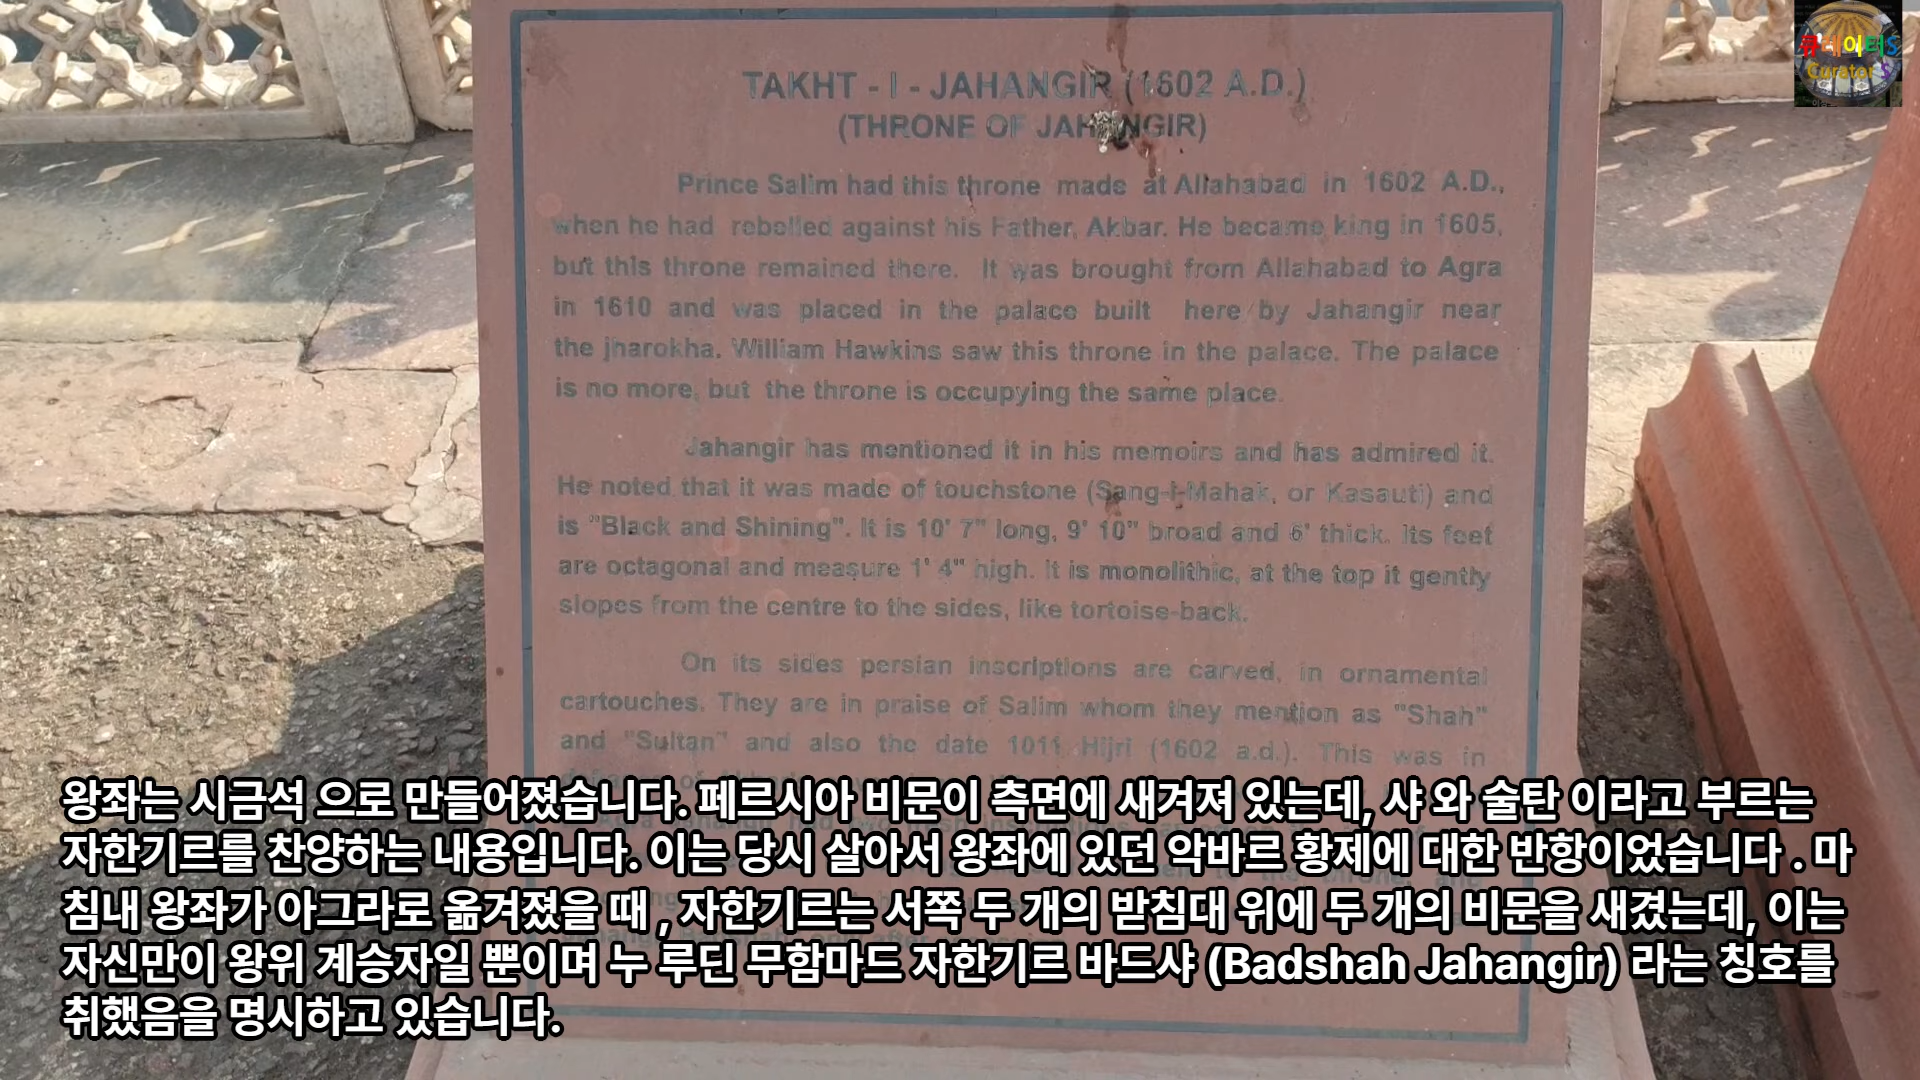 큐레이터S
Curator S
TAKHT - I - JAHANGIR (1602 A.D.)
(THRONE OF JAHANGIR)
Prince Salim had this throne made at Allahabad in 1602 A.D.,
when he had rebelled against his Father, Akbar. He became king in 1605,
but this throne remained there. It was brought from Allahabad to Agra
in 1610 and was placed in the palace built here by Jahangir near
the jharokha. William Hawkins saw this throne in the palace. The palace
is no more, but the throne is occupying the same place.
Jahangir has mentioned it in his memoirs and has admired it.
He noted that it was made of touchstone (Sang-i-Mahak, or Kasauti) and
is "Black and Shining". It is 10' 7" long, 9' 10" broad and 6' thick. Its feet
are octagonal and measure 1' 4" high. It is monolithic, at the top it gently
slopes from the centre to the sides, like tortoise-back.
On its sides persian inscriptions are carved, in ornamental
cartouches. They are in praise of Salim whom they mention as "Shah"
and "Sultan" and also the date 1011 Hijri (1602 a.d.). This was in
왕좌는 시금석 으로 만들어졌습니다. 페르시아 비문이 측면에 새겨져 있는데, 샤 와 술탄 이라고 부르는
자한기르를 찬양하는 내용입니다. 이는 당시 살아서 왕좌에 있던 악바르 황제에 대한 반항이었습니다 . 마
침내 왕좌가 아그라로 옮겨졌을 때 , 자한기르는 서쪽 두 개의 받침대 위에 두 개의 비문을 새겼는데, 이는
자신만이 왕위 계승자일 뿐이며 누 루딘 무함마드 자한기르 바드샤 (Badshah Jahangir) 라는 칭호를
취했음을 명시하고 있습니다.